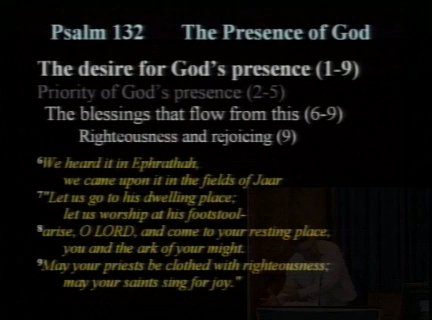 Psalm 132 The Presence of God
The desire for God's presence (1-9)
Priority of God's presence (2-5)
The blessings that flow from this (6-9)
Righteousness and rejoicing (9)
⁶We heard it in Ephrathah,
we came upon it in the fields of Jaar
⁷"Let us go to his dwelling place;
let us worship at his footstool-
⁸arise, O LORD, and come to your resting place,
you and the ark of your might.
⁹May your priests be clothed with righteousness;
may your saints sing for joy."